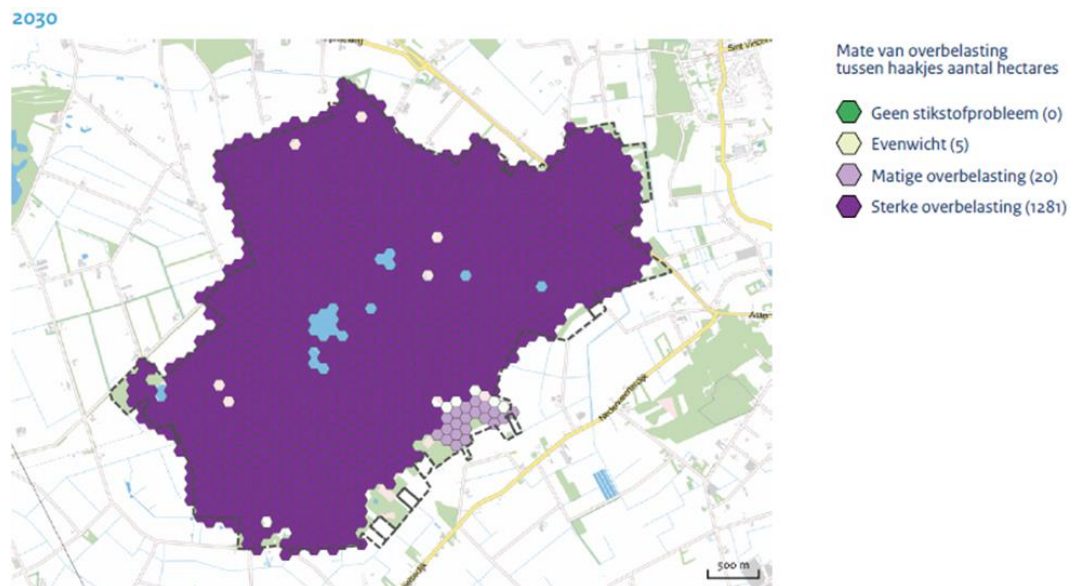 2030
Mate van overbelasting
tussen haakjes aantal hectares
Geen stikstofprobleem (0)
Evenwicht (5)
Matige overbelasting (20)
Sterke overbelasting (1281)
Nederweerterdijk
500 m